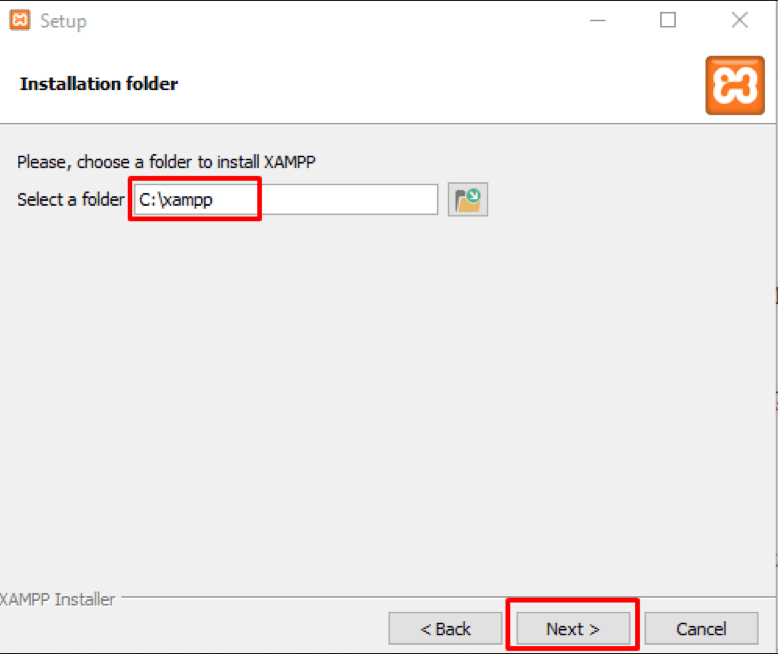 Setup
Installation folder
Please, choose a folder to install XAMPP
Select a folder C:\xampp
XAMPP Installer
< Back Next > Cancel